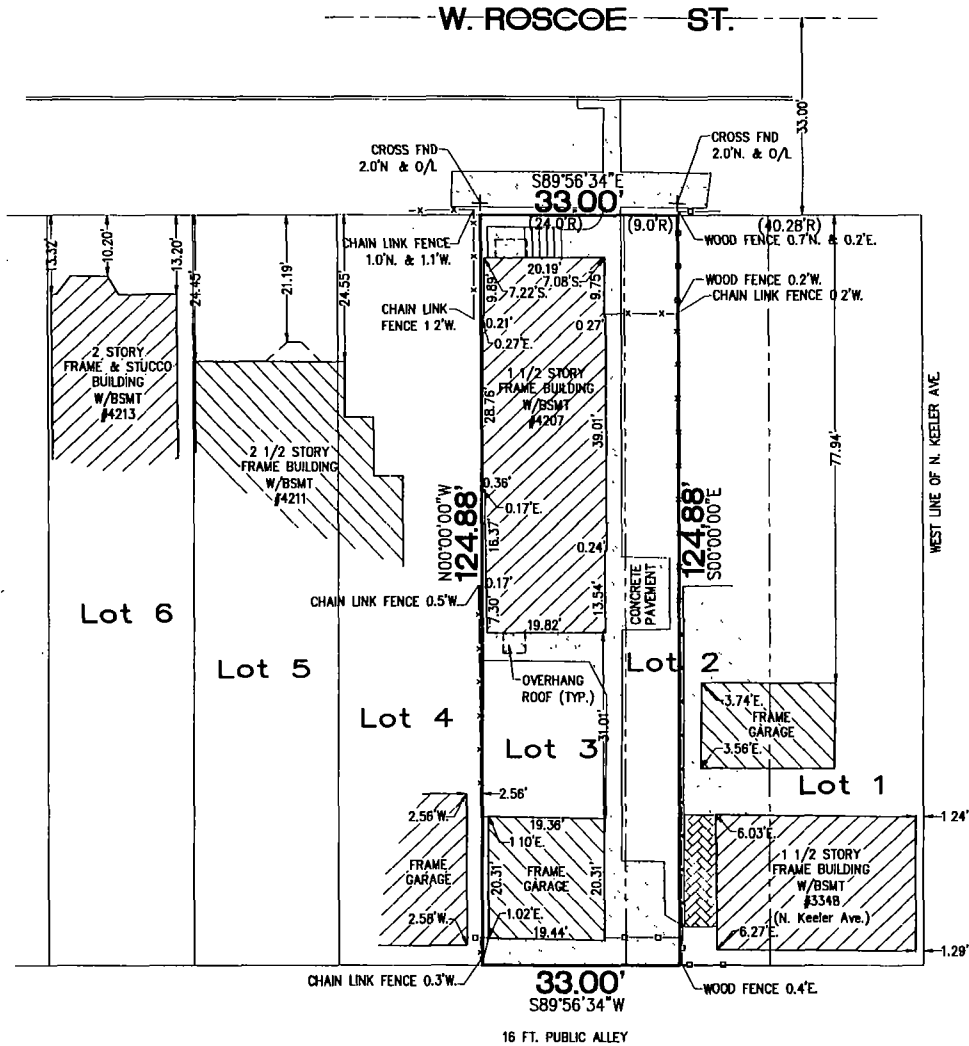 W. ROSCOE ST.
33.00'
CROSS FND
2.0'N & O/L
CROSS FND
2.0'N. & O/L
S89°56'34"E
33.00'
(24.0'R)
(9.0'R)
(40.28'R)
CHAIN LINK FENCE
1.0'N. & 1.1'W.
WOOD FENCE 0.7'N. & 0.2'E.
13.32'
10.20'
13.20'
24.45'
21.19'
24.55'
20.19'
7.08'S.
7.22'S.
9.89'
9.75'
WOOD FENCE 0.2'W.
CHAIN LINK FENCE 0 2'W.
CHAIN LINK
FENCE 1 2'W.
0.21'
0.27'E.
0.27'
2 STORY
FRAME & STUCCO
BUILDING
W/BSMT
#4213
1 1/2 STORY
FRAME BUILDING
W/BSMT
#4207
28.76'
39.01'
77.94'
WEST LINE OF N. KEELER AVE.
2 1/2 STORY
FRAME BUILDING
W/BSMT
#4211
0.36'
0.17'E.
16.37'
0.24'
N00°00'00"W
124.88'
124.88'
S00°00'00"E
0.17'
CHAIN LINK FENCE 0.5'W.
7.30'
13.54'
CONCRETE
PAVEMENT
19.82'
Lot 6
Lot 5
Lot 4
Lot 3
Lot 2
Lot 1
OVERHANG
ROOF (TYP.)
31.01'
3.74'E.
FRAME
GARAGE
3.56'E.
2.56'
2.56'W.
FRAME
GARAGE
2.58'W.
19.36'
1 10'E.
FRAME
GARAGE
20.31'
20.31'
1.02'E.
19.44'
1.24'
6.03'E.
1 1/2 STORY
FRAME BUILDING
W/BSMT
#3348
(N. Keeler Ave.)
6.27'E.
1.29'
CHAIN LINK FENCE 0.3'W.
WOOD FENCE 0.4'E.
33.00'
S89°56'34"W
16 FT. PUBLIC ALLEY